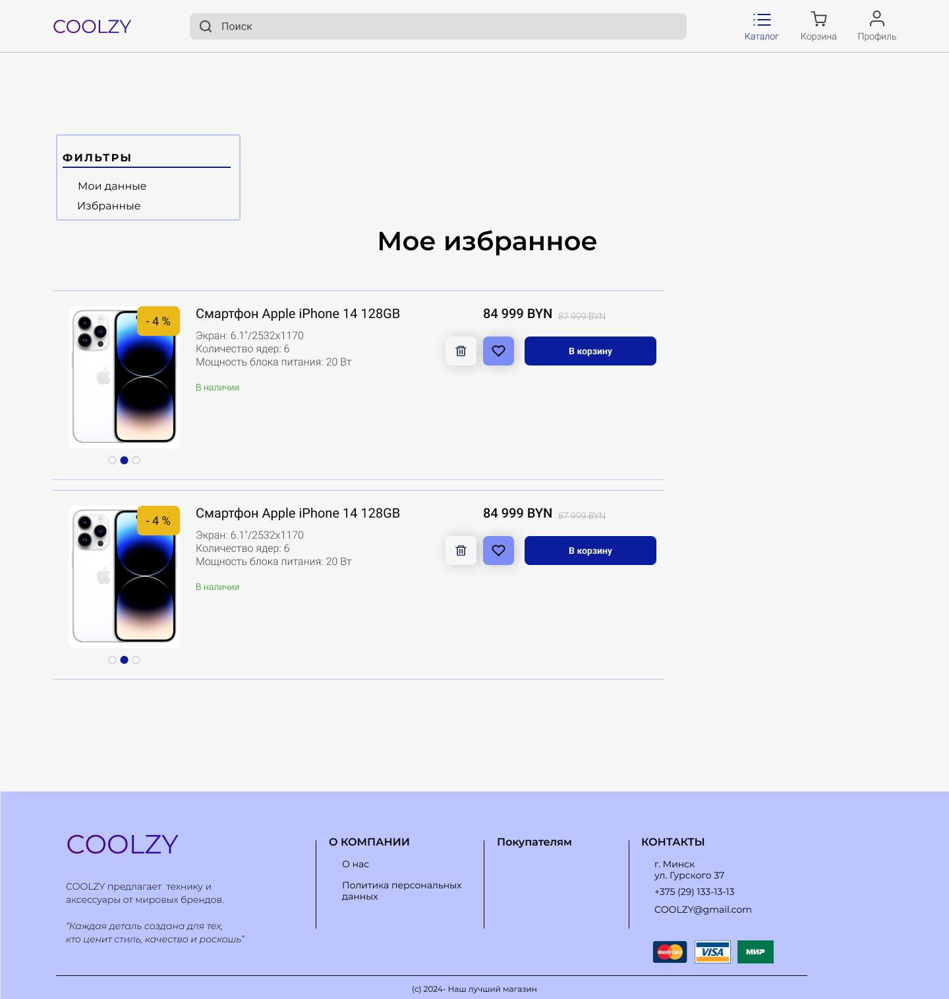 COOLZY
Поиск
Каталог
Корзина
Профиль
ФИЛЬТРЫ
Мои данные
Избранные
Мое избранное
- 4 %
Смартфон Apple iPhone 14 128GB
84 999 BYN 87 999 BYN
Экран: 6.1"/2532x1170
Количество ядер: 6
Мощность блока питания: 20 Вт
В корзину
В наличии
- 4 %
Смартфон Apple iPhone 14 128GB
84 999 BYN 87 999 BYN
Экран: 6.1"/2532x1170
Количество ядер: 6
Мощность блока питания: 20 Вт
В корзину
В наличии
COOLZY
COOLZY предлагает технику и
аксессуары от мировых брендов.
“Каждая деталь создана для тех,
кто ценит стиль, качество и роскошь”
О КОМПАНИИ
О нас
Политика персональных
данных
Покупателям
КОНТАКТЫ
г. Минск
ул. Гурского 37
+375 (29) 133-13-13
COOLZY@gmail.com
MasterCard
VISA
МИР
(c) 2024- Наш лучший магазин